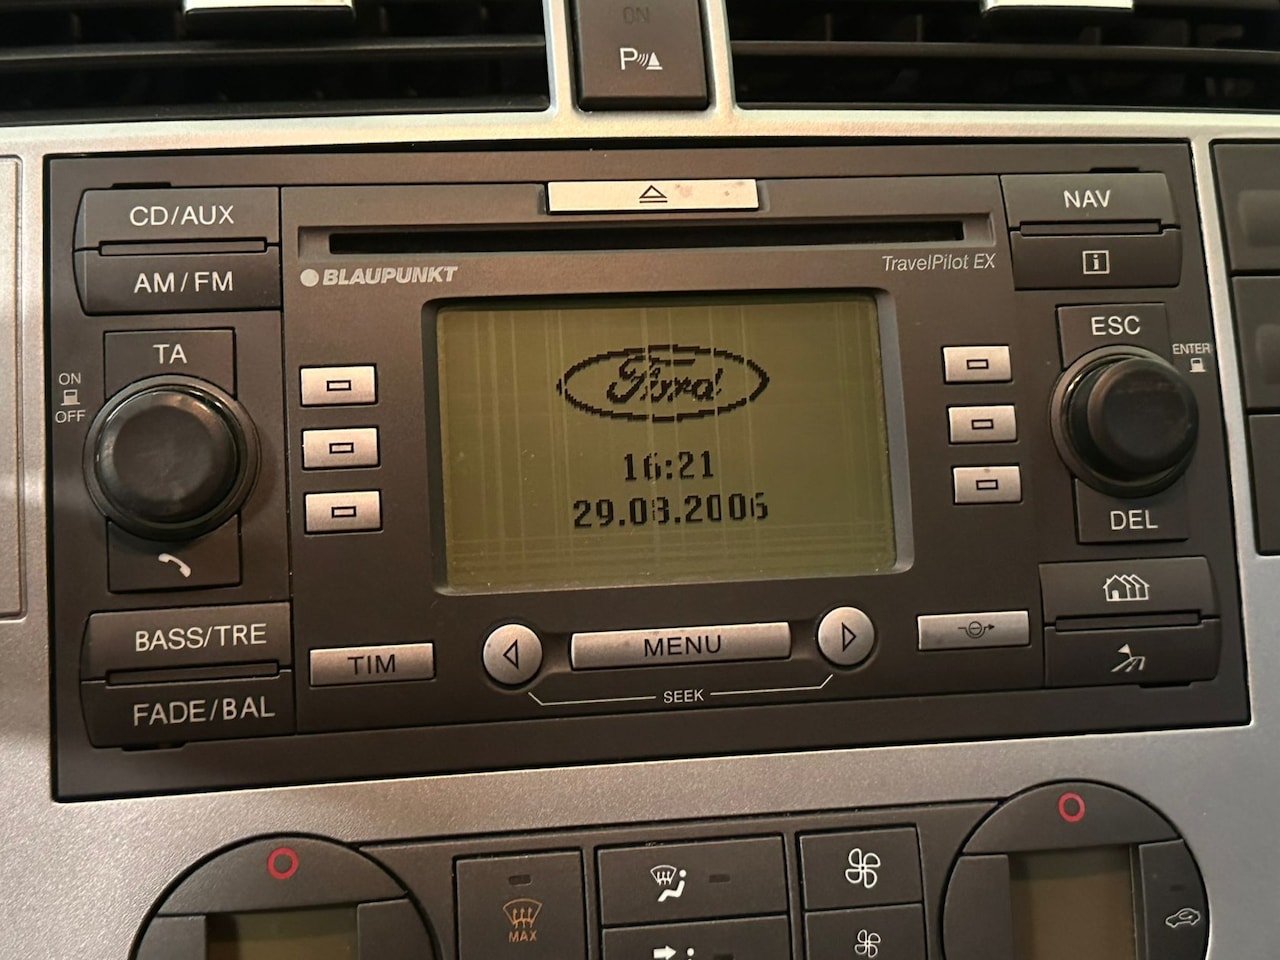 ON
P
CD/AUX
AM/FM
BLAUPUNKT
TravelPilot EX
NAV
i
TA
ON
OFF
ESC
ENTER
Ford
16:21
29.08.2006
DEL
BASS/TRE
FADE/BAL
TIM
MENU
SEEK
MAX